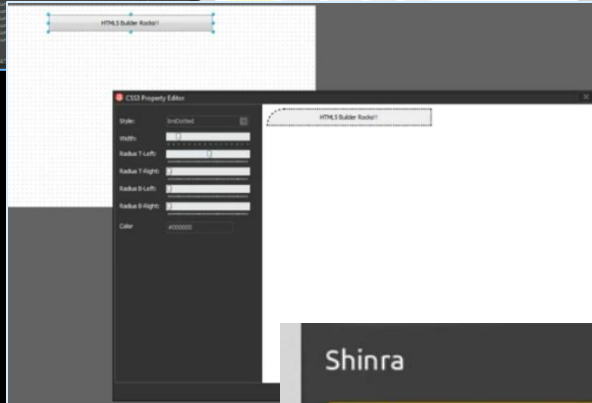 HTML5 Builder Rocks!!
CSS3 Property Editor
Style: bmDotted
HTML5 Builder Rocks!!
Width:
Radius T-Left:
Radius T-Right:
Radius B-Left:
Radius B-Right:
Color #000000
Shinra